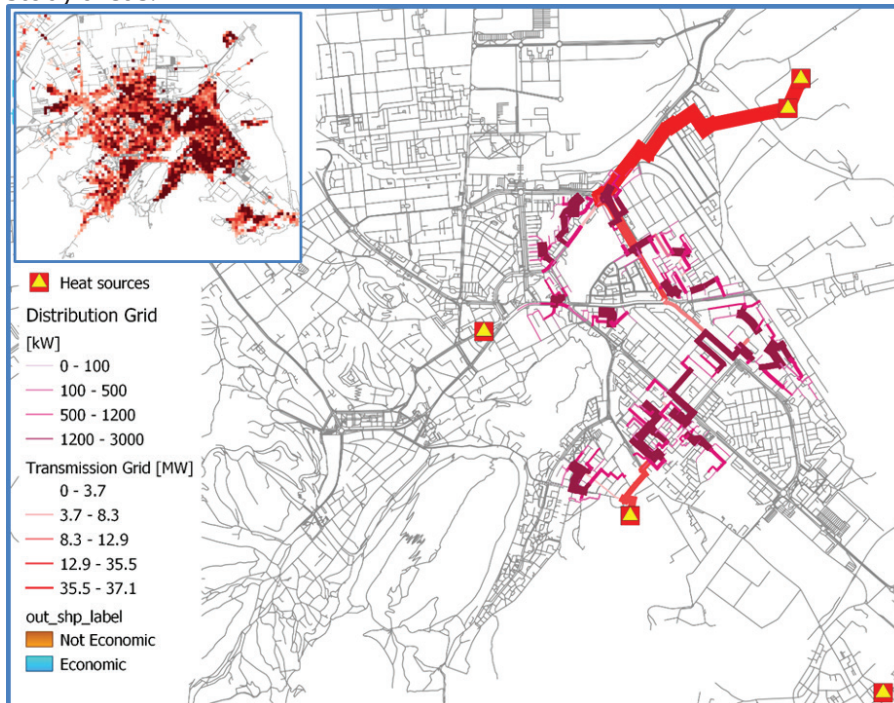 Heat sources
Distribution Grid
[kW]
0 - 100
100 - 500
500 - 1200
1200 - 3000
Transmission Grid [MW]
0 - 3.7
3.7 - 8.3
8.3 - 12.9
12.9 - 35.5
35.5 - 37.1
out_shp_label
Not Economic
Economic